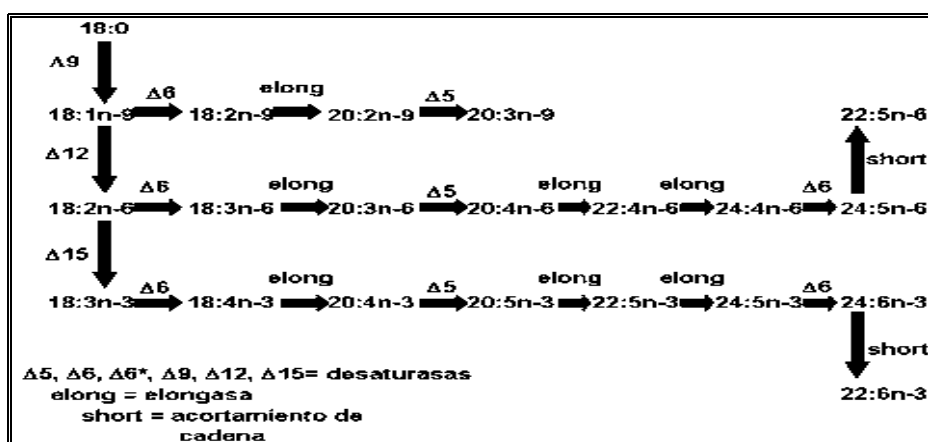 18:0
Δ9
Δ6 elong Δ5
18:1n-9 18:2n-9 20:2n-9 20:3n-9 22:5n-6
Δ12 short
Δ6 elong Δ5 elong elong Δ6
18:2n-6 18:3n-6 20:3n-6 20:4n-6 22:4n-6 24:4n-6 24:5n-6
Δ15
Δ6 elong Δ5 elong elong Δ6
18:3n-3 18:4n-3 20:4n-3 20:5n-3 22:5n-3 24:5n-3 24:6n-3
short
Δ5, Δ6, Δ6*, Δ9, Δ12, Δ15= desaturasas
elong = elongasa 22:6n-3
short = acortamiento de
cadena